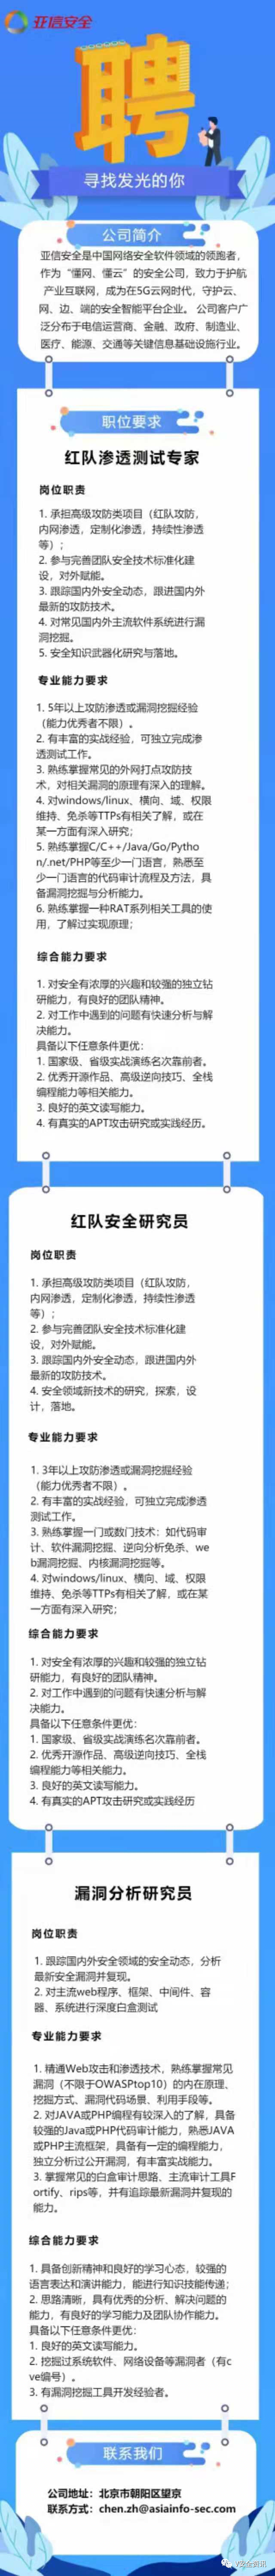 亚信安全
聘
寻找发光的你
公司简介
亚信安全是中国网络安全软件领域的领跑者,
作为“懂网、懂云”的安全公司,致力于护航
产业互联网,成为在5G云网时代,守护云、
网、边、端的安全智能平台企业。 公司客户广
泛分布于电信运营商、金融、政府、制造业、
医疗、能源、交通等关键信息基础设施行业。
职位要求
红队渗透测试专家
岗位职责
1. 承担高级攻防类项目(红队攻防,
内网渗透,定制化渗透,持续性渗透
等);
2. 参与完善团队安全技术标准化建
设,对外赋能。
3. 跟踪国内外安全动态,跟进国内外
最新的攻防技术。
4. 对常见国内外主流软件系统进行漏
洞挖掘。
5. 安全知识武器化研究与落地。
专业能力要求
1. 5年以上攻防渗透或漏洞挖掘经验
(能力优秀者不限)。
2. 有丰富的实战经验,可独立完成渗
透测试工作。
3. 熟练掌握常见的外网打点攻防技
术,对相关漏洞的原理有深入的理解。
4. 对windows/linux、横向、域、权限
维持、免杀等TTPs有相关了解,或在
某一方面有深入研究;
5. 熟练掌握C/C++/Java/Go/Pytho
n/.net/PHP等至少一门语言,熟悉至
少一门语言的代码审计流程及方法,具
备漏洞挖掘与分析能力。
6. 熟练掌握一种RAT系列相关工具的使
用,了解过实现原理;
综合能力要求
1. 对安全有浓厚的兴趣和较强的独立钻
研能力,有良好的团队精神。
2. 对工作中遇到的问题有快速分析与解
决能力。
具备以下任意条件更优:
1. 国家级、省级实战演练名次靠前者。
2. 优秀开源作品、高级逆向技巧、全栈
编程能力等相关能力。
3. 良好的英文读写能力。
4. 有真实的APT攻击研究或实践经历。
红队安全研究员
岗位职责
1. 承担高级攻防类项目(红队攻防,
内网渗透,定制化渗透,持续性渗透
等);
2. 参与完善团队安全技术标准化建
设,对外赋能。
3. 跟踪国内外安全动态,跟进国内外
最新的攻防技术。
4. 安全领域新技术的研究,探索,设
计,落地。
专业能力要求
1. 3年以上攻防渗透或漏洞挖掘经验
(能力优秀者不限)。
2. 有丰富的实战经验,可独立完成渗透
测试工作。
3. 熟练掌握一门或数门技术:如代码审
计、软件漏洞挖掘、逆向分析免杀、we
b漏洞挖掘、内核漏洞挖掘等。
4. 对windows/linux、横向、域、权限
维持、免杀等TTPs有相关了解,或在某
一方面有深入研究;
综合能力要求
1. 对安全有浓厚的兴趣和较强的独立钻
研能力,有良好的团队精神。
2. 对工作中遇到的问题有快速分析与解
决能力。
具备以下任意条件更优:
1. 国家级、省级实战演练名次靠前者。
2. 优秀开源作品、高级逆向技巧、全栈
编程能力等相关能力。
3. 良好的英文读写能力。
4. 有真实的APT攻击研究或实践经历
漏洞分析研究员
岗位职责
1. 跟踪国内外安全领域的安全动态,分析
最新安全漏洞并复现。
2. 对主流web程序、框架、中间件、容
器、系统进行深度白盒测试
专业能力要求
1. 精通Web攻击和渗透技术,熟练掌握常见
漏洞(不限于OWASPtop10)的内在原理、
挖掘方式、漏洞代码场景、利用手段等。
2. 对JAVA或PHP编程有较深入的了解,具备
较强的Java或PHP代码审计能力,熟悉JAVA
或PHP主流框架,具备有一定的编程能力,
独立分析过公开漏洞,有丰富实战能力。
3. 掌握常见的白盒审计思路、主流审计工具F
ortify、rips等,并有追踪最新漏洞并复现的
能力。
综合能力要求
1. 具备创新精神和良好的学习心态,较强的
语言表达和演讲能力,能进行知识技能传递;
2. 思路清晰,具有优秀的分析、解决问题的
能力,有良好的学习能力及团队协作能力。
具备以下任意条件更优:
1. 良好的英文读写能力。
2. 挖掘过系统软件、网络设备等漏洞者(有c
ve编号)。
3. 有漏洞挖掘工具开发经验者。
联系我们
公司地址:北京市朝阳区望京
联系方式:chen.zh@asiainfo-sec.com